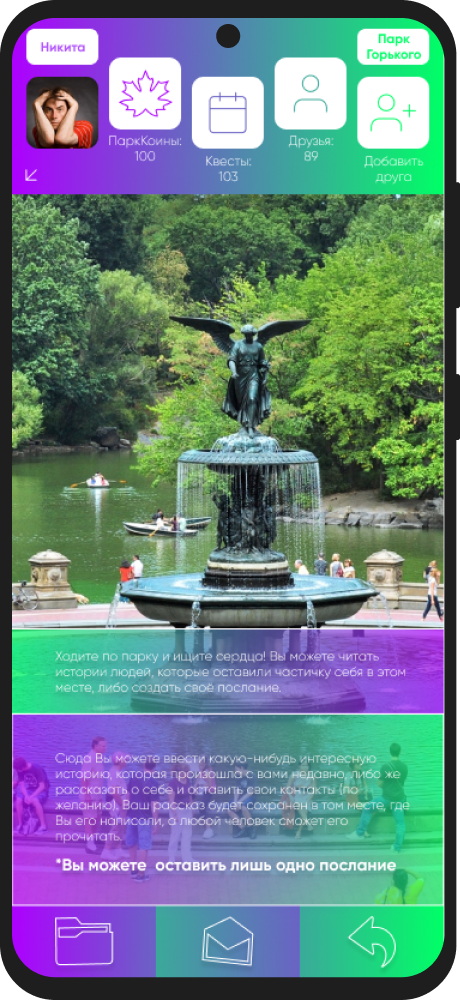 Никита
Парк
Горького
ПаркКоины:
100
Квесты:
103
Друзья:
89
Добавить
друга
Ходите по парку и ищите сердца! Вы можете читать
истории людей, которые оставили частичку себя в этом
месте, либо создать своё послание.
Сюда Вы можете ввести какую-нибудь интересную
историю, которая произошла с вами недавно, либо же
рассказать о себе и оставить свои контакты (по
желанию). Ваш рассказ будет сохранен в том месте, где
Вы его написали, а любой человек сможет его
прочитать.
*Вы можете оставить лишь одно послание